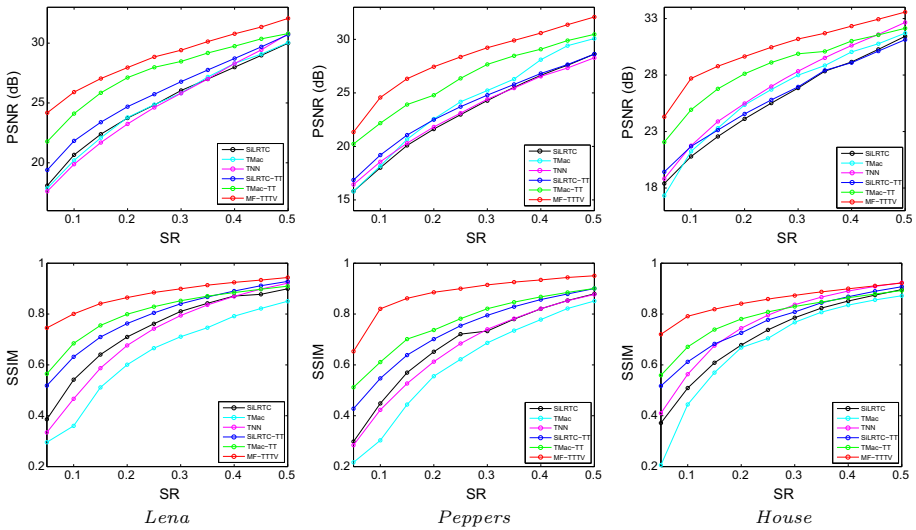 PSNR (dB)
30
25
20
0.1 0.2 0.3 0.4 0.5
SR
SiLRTC
TMac
TNN
SiLRTC-TT
TMac-TT
MF-TTTV
PSNR (dB)
30
25
20
15
0.1 0.2 0.3 0.4 0.5
SR
SiLRTC
TMac
TNN
SiLRTC-TT
TMac-TT
MF-TTTV
PSNR (dB)
33
28
23
18
0.1 0.2 0.3 0.4 0.5
SR
SiLRTC
TMac
TNN
SiLRTC-TT
TMac-TT
MF-TTTV
SSIM
1
0.8
0.6
0.4
0.2
0.1 0.2 0.3 0.4 0.5
SR
SiLRTC
TMac
TNN
SiLRTC-TT
TMac-TT
MF-TTTV
Lena
SSIM
1
0.8
0.6
0.4
0.2
0.1 0.2 0.3 0.4 0.5
SR
SiLRTC
TMac
TNN
SiLRTC-TT
TMac-TT
MF-TTTV
Peppers
SSIM
1
0.8
0.6
0.4
0.2
0.1 0.2 0.3 0.4 0.5
SR
SiLRTC
TMac
TNN
SiLRTC-TT
TMac-TT
MF-TTTV
House